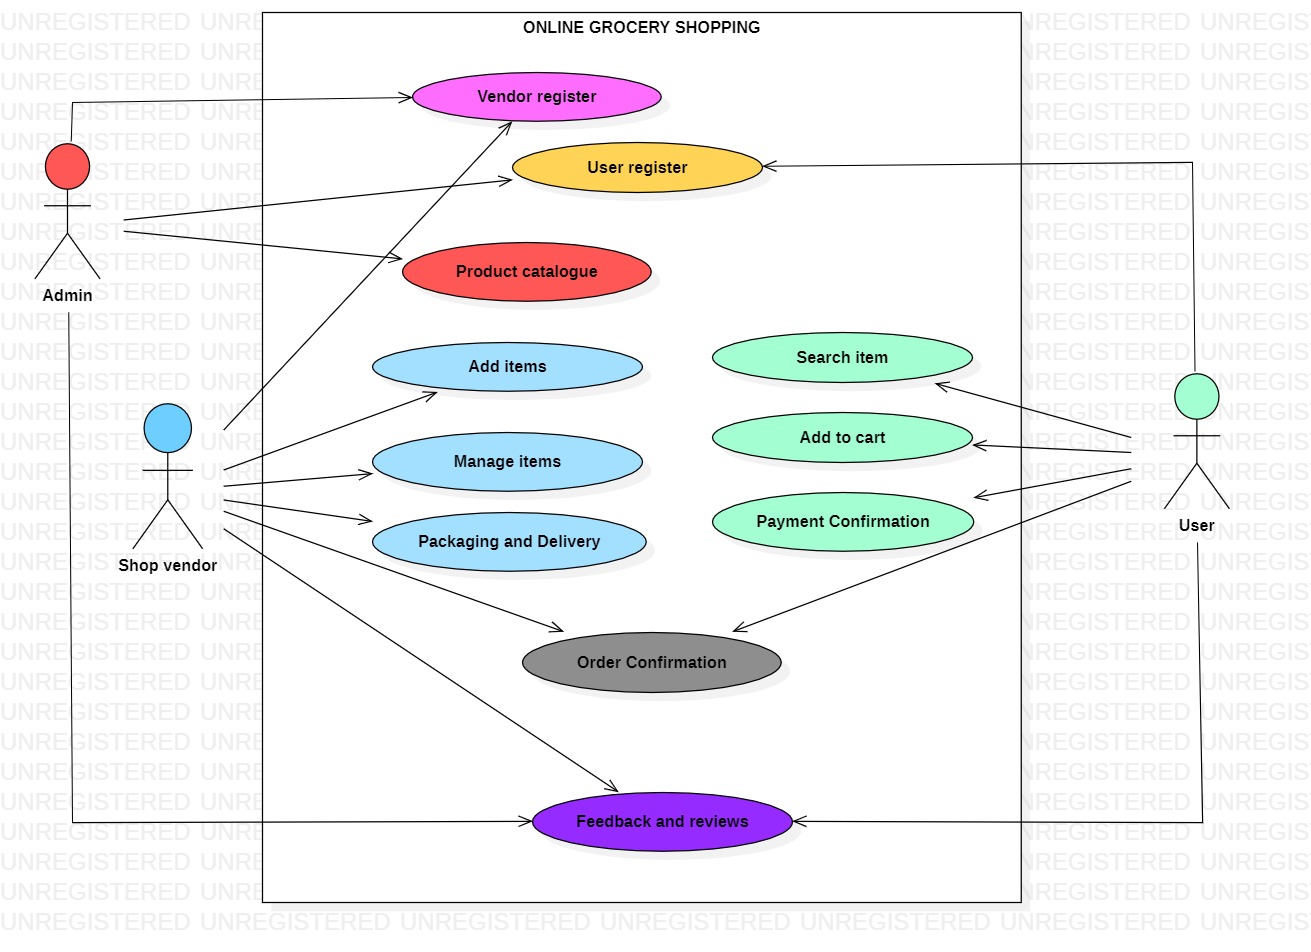 ONLINE GROCERY SHOPPING
Vendor register
User register
Product catalogue
Admin
Add items
Search item
Add to cart
Manage items
Payment Confirmation
User
Packaging and Delivery
Shop vendor
Order Confirmation
Feedback and reviews
UNREGISTERED UNREGISTERED UNREGISTERED UNREGISTERED UNREGISTERED UNREGISTERED UNREGIS